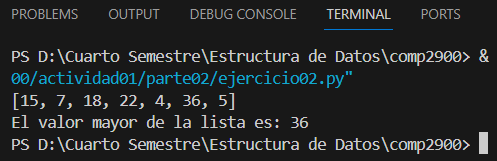 PROBLEMS OUTPUT DEBUG CONSOLE TERMINAL PORTS
PS D:\Cuarto Semestre\Estructura de Datos\comp2900> &
00/actividad01/parte02/ejercicio02.py"
[15, 7, 18, 22, 4, 36, 5]
El valor mayor de la lista es: 36
PS D:\Cuarto Semestre\Estructura de Datos\comp2900>